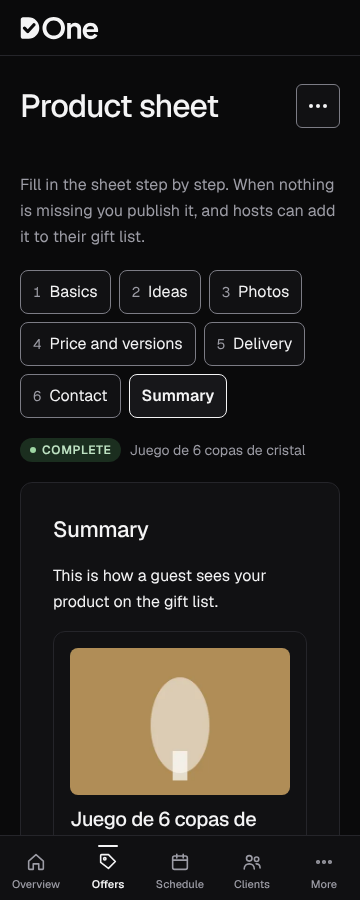 One
Product sheet
Fill in the sheet step by step. When nothing
is missing you publish it, and hosts can add
it to their gift list.
1 Basics
2 Ideas
3 Photos
4 Price and versions
5 Delivery
6 Contact
Summary
COMPLETE
Juego de 6 copas de cristal
Summary
This is how a guest sees your
product on the gift list.
Juego de 6 copas de
Overview
Offers
Schedule
Clients
More